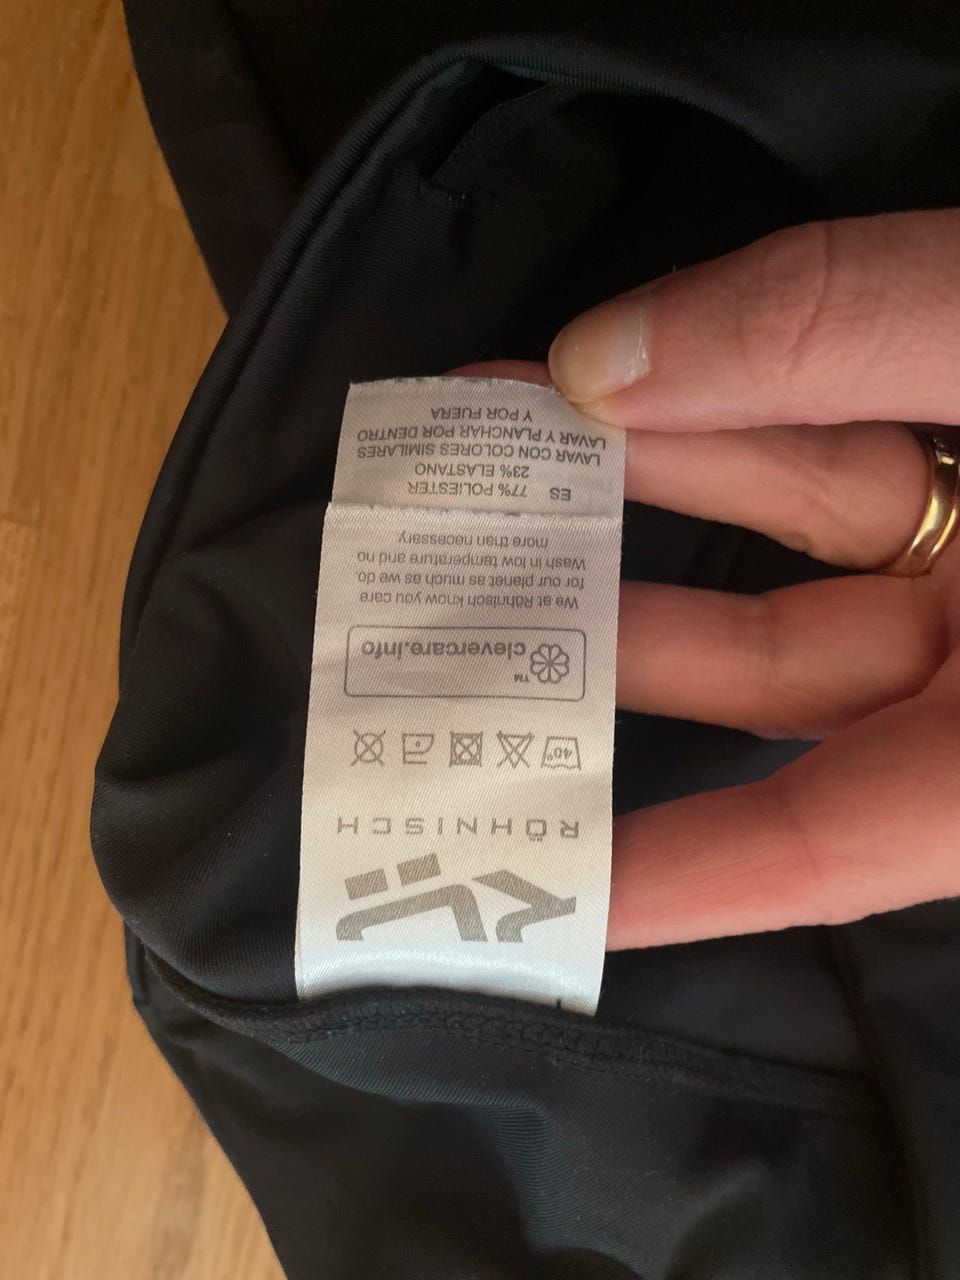 RÖHNISCH
40°
clevercare.info™
We at Röhnisch know you care
for our planet as much as we do.
Wash in low temperature and no
more than necessary.
ES 77% POLIESTER
23% ELASTANO
LAVAR CON COLORES SIMILARES
LAVAR Y PLANCHAR POR DENTRO
Y POR FUERA